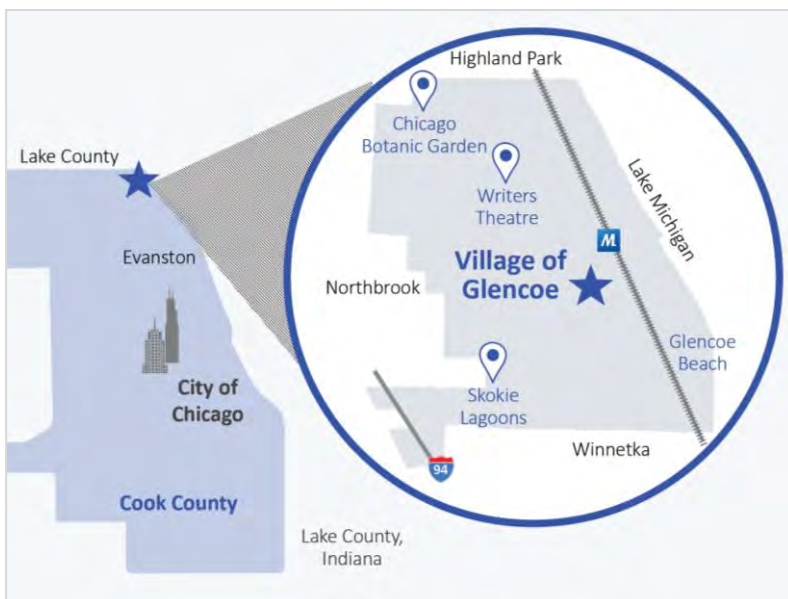 Highland Park
Chicago
Botanic Garden
Lake County
Writers
Theatre
Lake Michigan
M
Evanston
Village of
Glencoe
Northbrook
Glencoe
Beach
Skokie
Lagoons
City of
Chicago
Winnetka
94
Cook County
Lake County,
Indiana